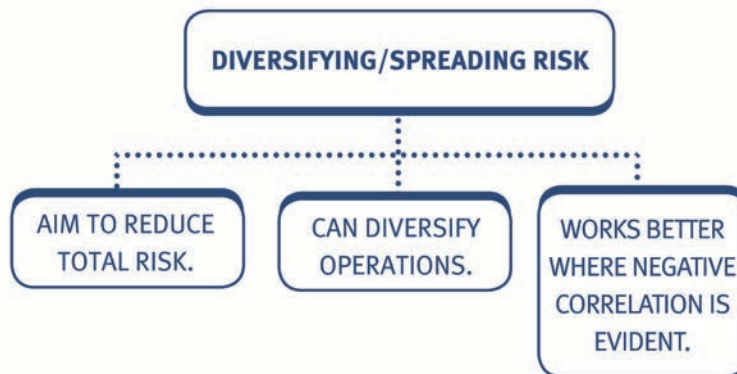 DIVERSIFYING/SPREADING RISK
AIM TO REDUCE
TOTAL RISK.
CAN DIVERSIFY
OPERATIONS.
WORKS BETTER
WHERE NEGATIVE
CORRELATION IS
EVIDENT.